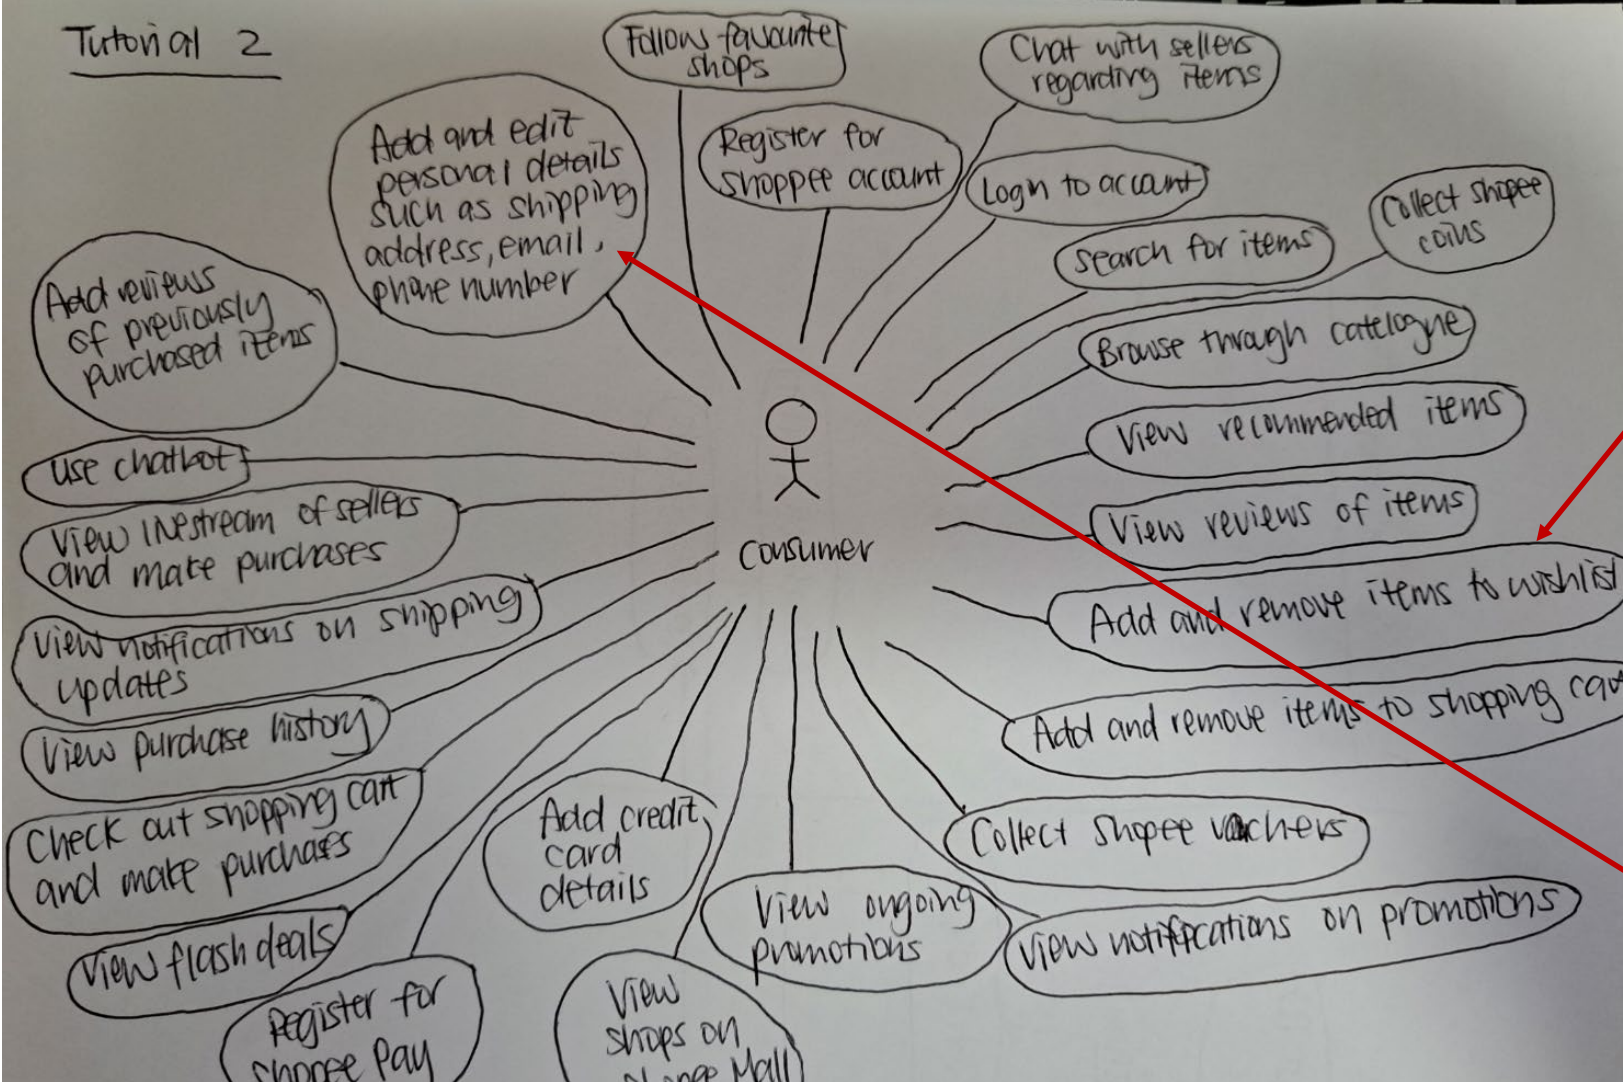 Tutorial 2
Follow favourite
shops
Chat with sellers
regarding items
Add and edit
personal details
such as shipping
address, email,
phone number
Register for
shoppee account
Login to account
Collect shopee
coins
Search for items
Add reviews
of previously
purchased items
Browse through catelogne
View recommended items
Use chatbot
View livestream of sellers
and make purchases
View reviews of items
Consumer
Add and remove items to wishlist
View notifications on shipping
updates
Add and remove items to shopping
View purchase history
Check out shopping cart
and make purchases
Add credit
card
details
Collect Shopee vouchers
View ongoing
promotions
View notifications on promotions
View flash deals
Register for
Shopee Pay
View
shops on
Mall